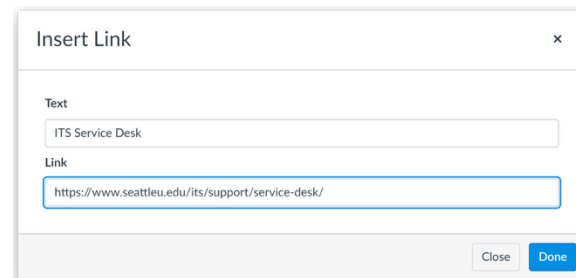 Insert Link ×
Text
ITS Service Desk
Link
https://www.seattleu.edu/its/support/service-desk/
Close Done